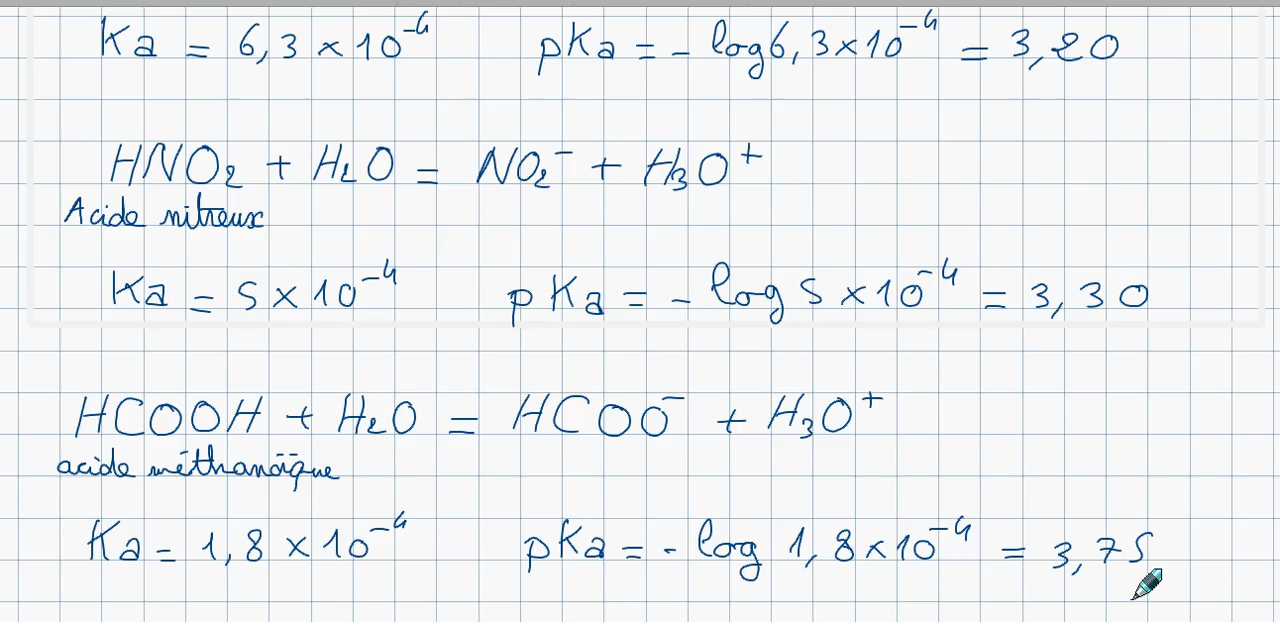 Ka = 6,3 × 10⁻⁴ pKa = - log 6,3 × 10⁻⁴ = 3,20
HNO₂ + H₂O = NO₂⁻ + H₃O⁺
Acide nitreux
Ka = 5 × 10⁻⁴ pKa = - log 5 × 10⁻⁴ = 3,30
HCOOH + H₂O = HCOO⁻ + H₃O⁺
acide méthanoïque
Ka = 1,8 × 10⁻⁴ pKa = - log 1,8 × 10⁻⁴ = 3,75